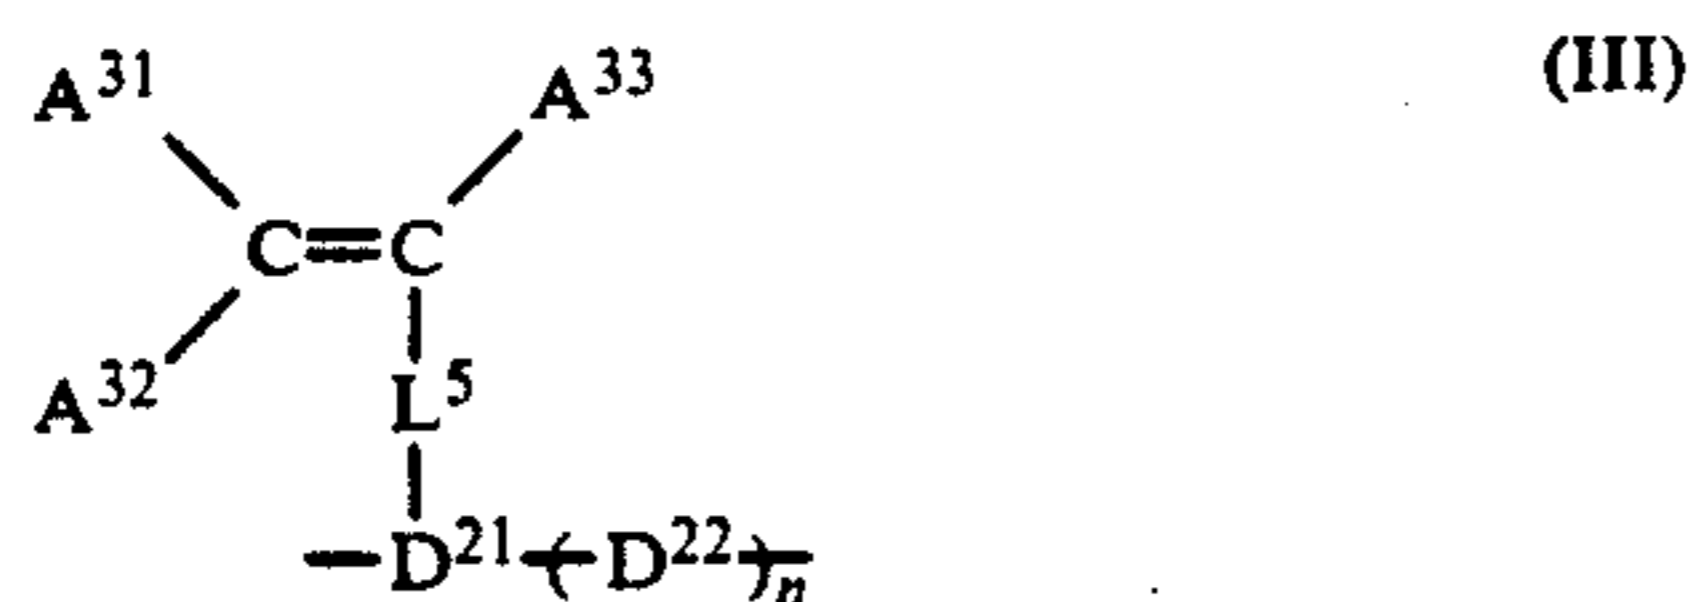 A³¹ A³³ (III)
C=C
A³² L⁵
—D²¹—(D²²)ₙ—